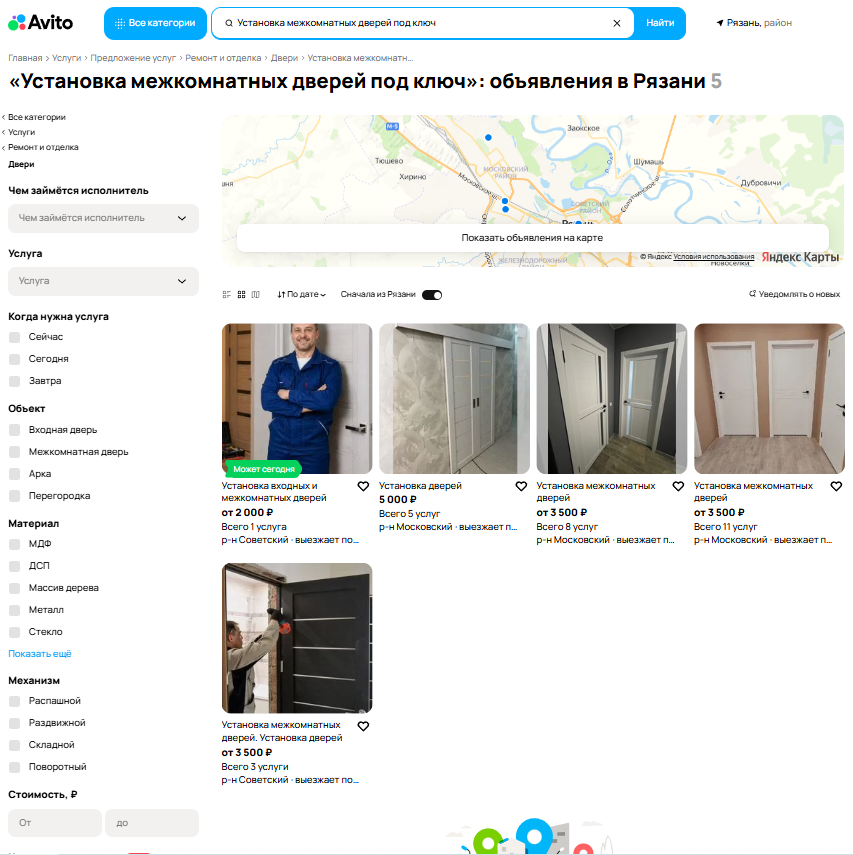 Avito
Все категории
Установка межкомнатных дверей под ключ
Найти
Рязань, район
Главная › Услуги › Предложение услуг › Ремонт и отделка › Двери › Установка межкомнатн...
«Установка межкомнатных дверей под ключ»: объявления в Рязани 5
‹ Все категории
‹ Услуги
‹ Ремонт и отделка
Двери
Чем займётся исполнитель
Чем займётся исполнитель
Услуга
Услуга
Когда нужна услуга
Сейчас
Сегодня
Завтра
Объект
Входная дверь
Межкомнатная дверь
Арка
Перегородка
Материал
МДФ
ДСП
Массив дерева
Металл
Стекло
Показать ещё
Механизм
Распашной
Раздвижной
Складной
Поворотный
Стоимость, ₽
От
до
М-5
Заокское
Тюшево
Хирино
МОСКОВСКИЙ РАЙОН
Московское ш.
Шумашь
Дубровичи
СОВЕТСКИЙ РАЙОН
Солотчинское ш.
Показать объявления на карте
© Яндекс Условия использования
Яндекс Карты
ЖЕЛЕЗНОДОРОЖНЫЙ
Новоселки
По дате
Сначала из Рязани
Уведомлять о новых
Может сегодня
Установка входных и
межкомнатных дверей
от 2 000 ₽
Всего 1 услуга
р-н Советский · выезжает по...
Установка дверей
5 000 ₽
Всего 5 услуг
р-н Московский · выезжает п...
Установка межкомнатных
дверей
от 3 500 ₽
Всего 8 услуг
р-н Московский · выезжает п...
Установка межкомнатных
дверей
от 3 500 ₽
Всего 11 услуг
р-н Московский · выезжает п...
Установка межкомнатных
дверей. Установка дверей
от 3 500 ₽
Всего 3 услуги
р-н Советский · выезжает по...